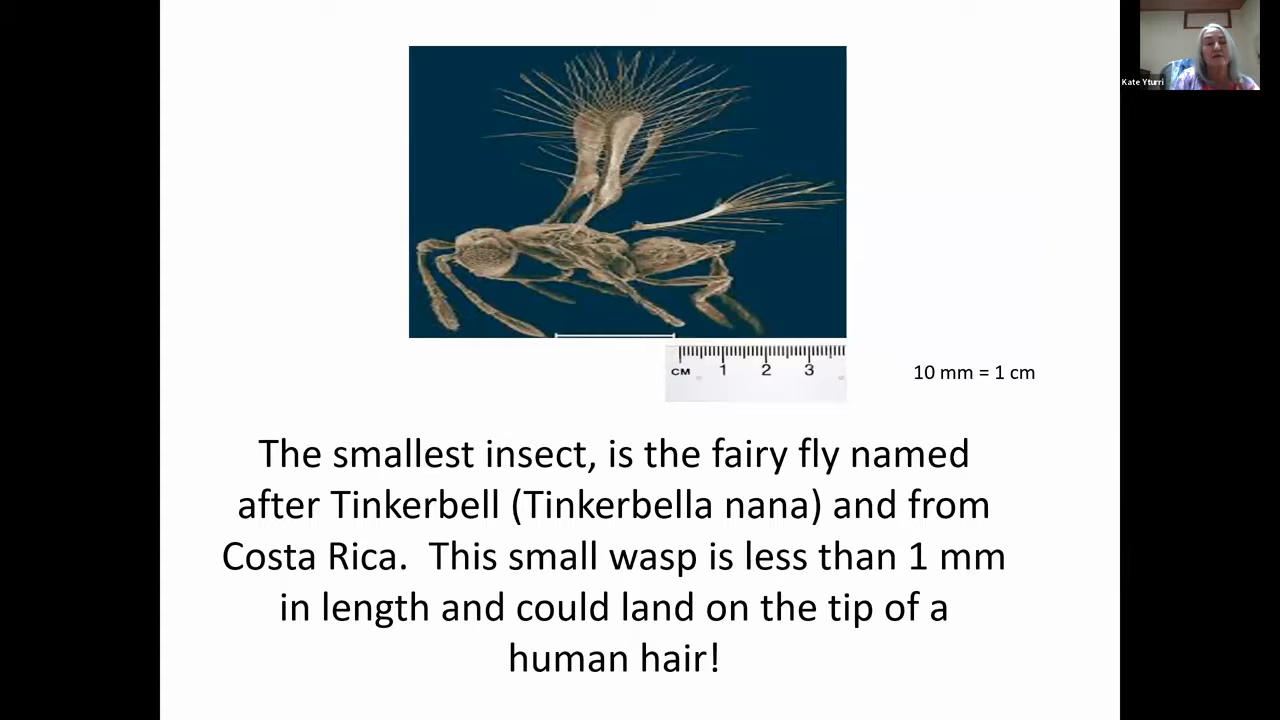 Kate Yturri
CM 1 2 3
10 mm = 1 cm
The smallest insect, is the fairy fly named
after Tinkerbell (Tinkerbella nana) and from
Costa Rica.  This small wasp is less than 1 mm
in length and could land on the tip of a
human hair!